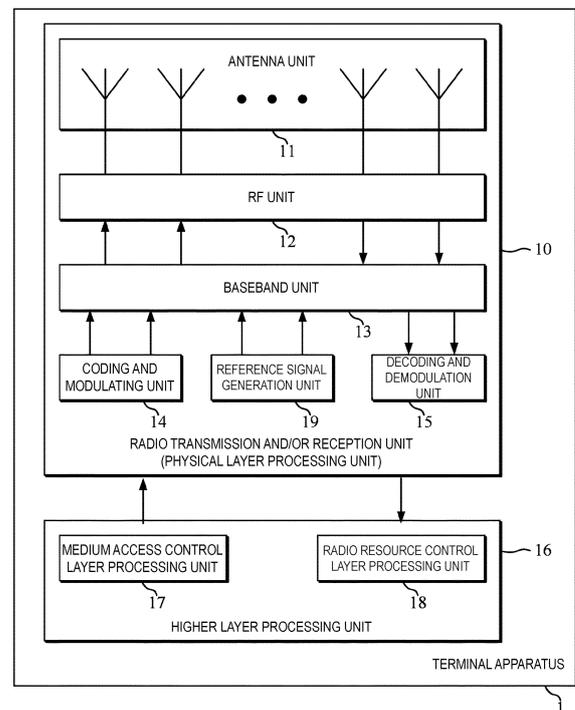 ANTENNA UNIT
11
RF UNIT
12
10
BASEBAND UNIT
13
CODING AND
MODULATING UNIT
14
REFERENCE SIGNAL
GENERATION UNIT
19
DECODING AND
DEMODULATION
UNIT
15
RADIO TRANSMISSION AND/OR RECEPTION UNIT
(PHYSICAL LAYER PROCESSING UNIT)
MEDIUM ACCESS CONTROL
LAYER PROCESSING UNIT
17
RADIO RESOURCE CONTROL
LAYER PROCESSING UNIT
18
16
HIGHER LAYER PROCESSING UNIT
TERMINAL APPARATUS
1